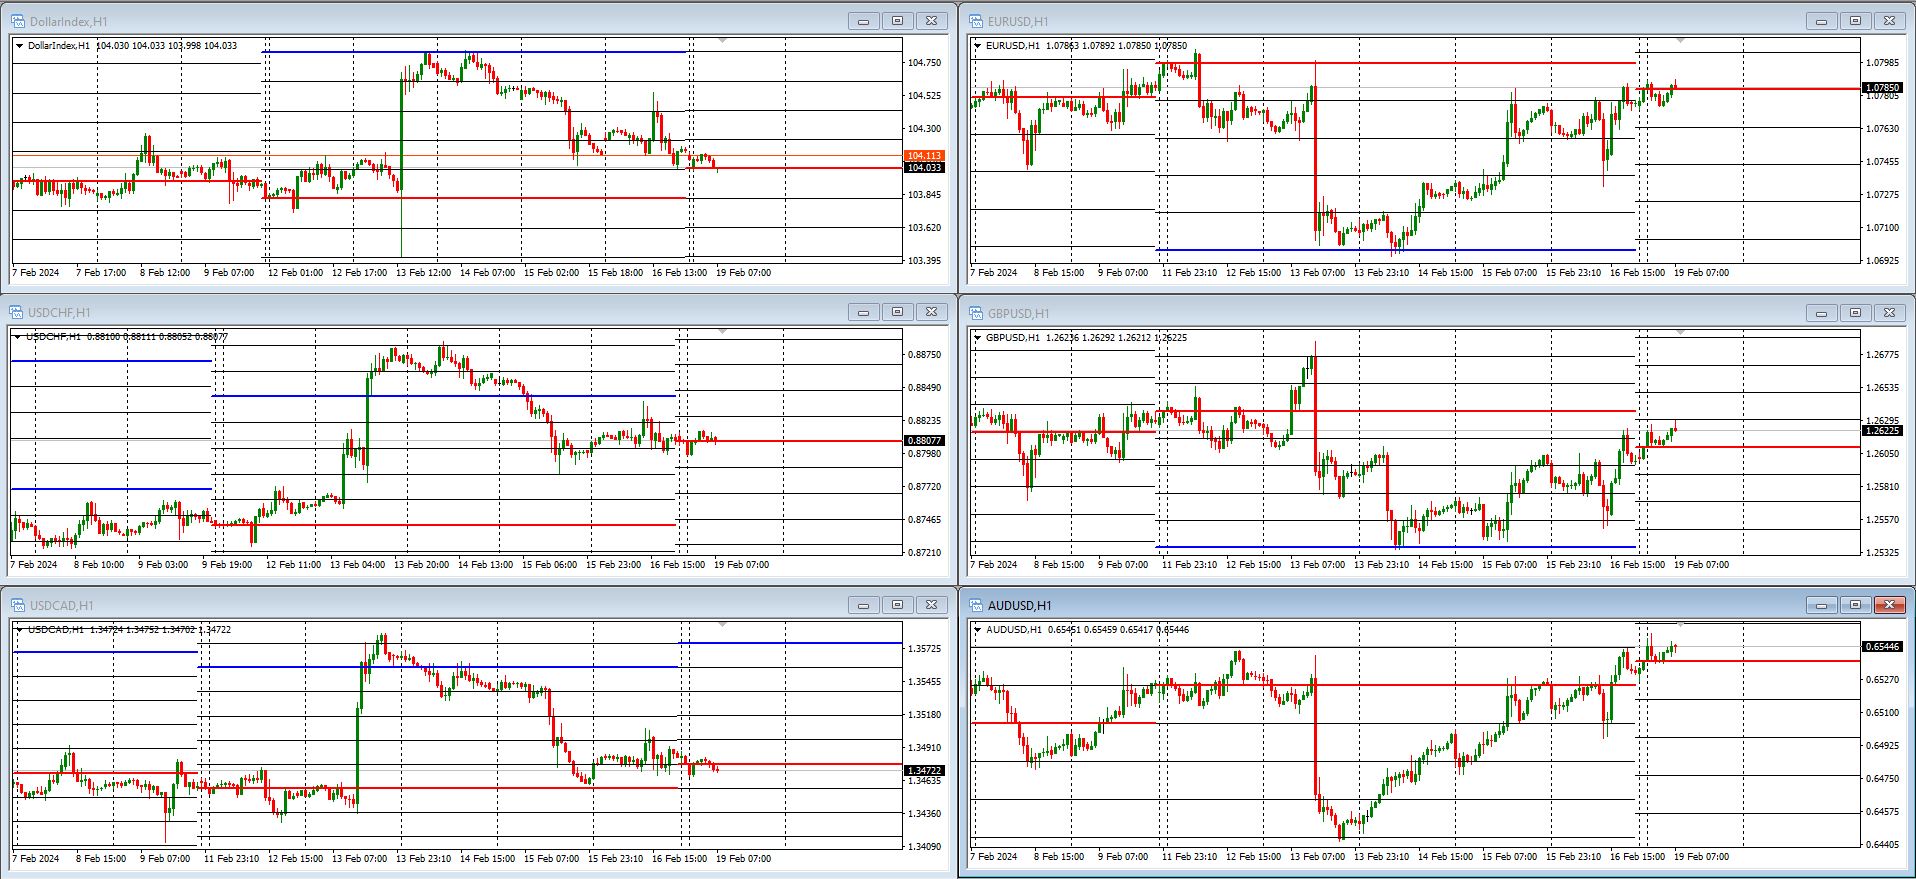 DollarIndex,H1
DollarIndex,H1 104.030 104.033 103.998 104.033
104.750
104.525
104.300
104.113
104.033
103.845
103.620
103.395
7 Feb 2024 7 Feb 17:00 8 Feb 12:00 9 Feb 07:00 12 Feb 01:00 12 Feb 17:00 13 Feb 12:00 14 Feb 07:00 15 Feb 02:00 15 Feb 18:00 16 Feb 13:00 19 Feb 07:00
EURUSD,H1
EURUSD,H1 1.07863 1.07892 1.07850 1.07850
1.07985
1.07850
1.07805
1.07630
1.07455
1.07275
1.07100
1.06925
7 Feb 2024 8 Feb 15:00 9 Feb 07:00 11 Feb 23:10 12 Feb 15:00 13 Feb 07:00 13 Feb 23:10 14 Feb 15:00 15 Feb 07:00 15 Feb 23:10 16 Feb 15:00 19 Feb 07:00
USDCHF,H1
USDCHF,H1 0.88100 0.88111 0.88052 0.88077
0.88750
0.88490
0.88235
0.88077
0.87980
0.87720
0.87465
0.87210
7 Feb 2024 8 Feb 10:00 9 Feb 03:00 9 Feb 19:00 12 Feb 11:00 13 Feb 04:00 13 Feb 20:00 14 Feb 13:00 15 Feb 06:00 15 Feb 23:00 16 Feb 15:00 19 Feb 07:00
GBPUSD,H1
GBPUSD,H1 1.26236 1.26292 1.26212 1.26225
1.26775
1.26535
1.26295
1.26225
1.26050
1.25810
1.25570
1.25325
7 Feb 2024 8 Feb 15:00 9 Feb 07:00 11 Feb 23:10 12 Feb 15:00 13 Feb 07:00 13 Feb 23:10 14 Feb 15:00 15 Feb 07:00 15 Feb 23:10 16 Feb 15:00 19 Feb 07:00
USDCAD,H1
USDCAD,H1 1.34724 1.34752 1.34702 1.34722
1.35725
1.35455
1.35180
1.34910
1.34722
1.34635
1.34360
1.34090
7 Feb 2024 8 Feb 15:00 9 Feb 07:00 11 Feb 23:10 12 Feb 15:00 13 Feb 07:00 13 Feb 23:10 14 Feb 15:00 15 Feb 07:00 15 Feb 23:10 16 Feb 15:00 19 Feb 07:00
AUDUSD,H1
AUDUSD,H1 0.65451 0.65459 0.65417 0.65446
0.65446
0.65270
0.65100
0.64925
0.64750
0.64575
0.64405
7 Feb 2024 8 Feb 15:00 9 Feb 07:00 11 Feb 23:10 12 Feb 15:00 13 Feb 07:00 13 Feb 23:10 14 Feb 15:00 15 Feb 07:00 15 Feb 23:10 16 Feb 15:00 19 Feb 07:00